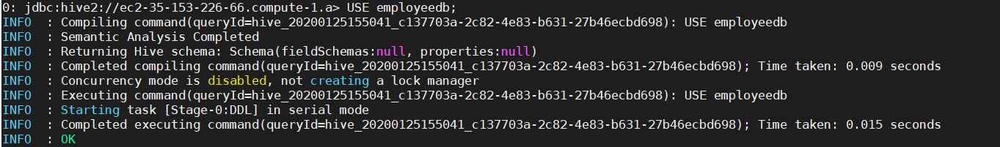 0: jdbc:hive2://ec2-35-153-226-66.compute-1.a> USE employeedb;
INFO  : Compiling command(queryId=hive_20200125155041_c137703a-2c82-4e83-b631-27b46ecbd698): USE employeedb
INFO  : Semantic Analysis Completed
INFO  : Returning Hive schema: Schema(fieldSchemas:null, properties:null)
INFO  : Completed compiling command(queryId=hive_20200125155041_c137703a-2c82-4e83-b631-27b46ecbd698); Time taken: 0.009 seconds
INFO  : Concurrency mode is disabled, not creating a lock manager
INFO  : Executing command(queryId=hive_20200125155041_c137703a-2c82-4e83-b631-27b46ecbd698): USE employeedb
INFO  : Starting task [Stage-0:DDL] in serial mode
INFO  : Completed executing command(queryId=hive_20200125155041_c137703a-2c82-4e83-b631-27b46ecbd698); Time taken: 0.015 seconds
INFO  : OK